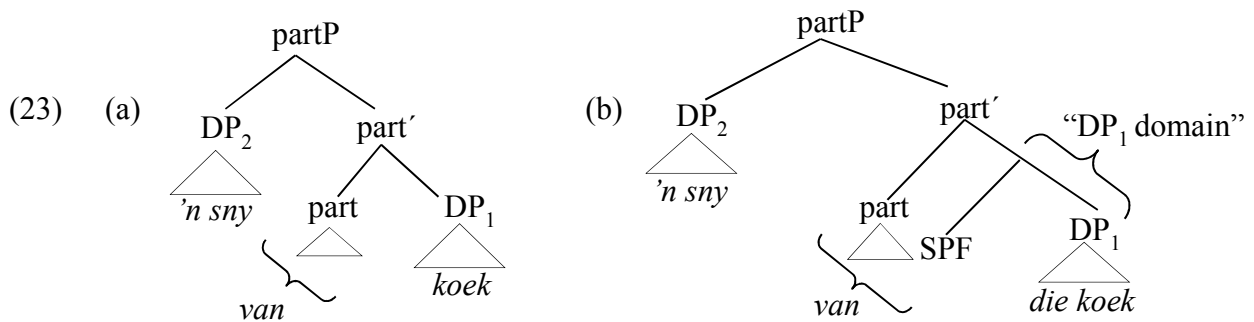 partP partP
(23) (a) DP₂ part´ (b) DP₂ part´ “DP₁ domain”
’n sny part DP₁ ’n sny part SPF DP₁
van koek van die koek